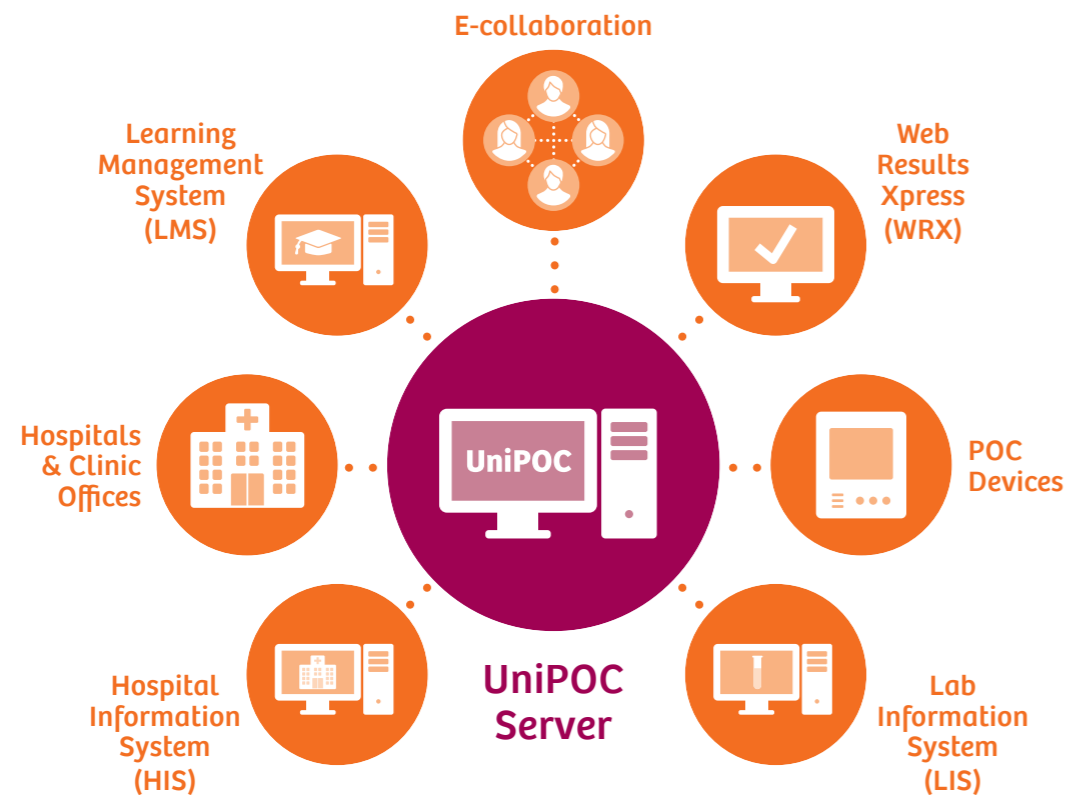 E-collaboration
Learning
Management
System
(LMS)
Web
Results
Xpress
(WRX)
Hospitals
& Clinic
Offices
UniPOC
POC
Devices
Hospital
Information
System
(HIS)
UniPOC
Server
Lab
Information
System
(LIS)